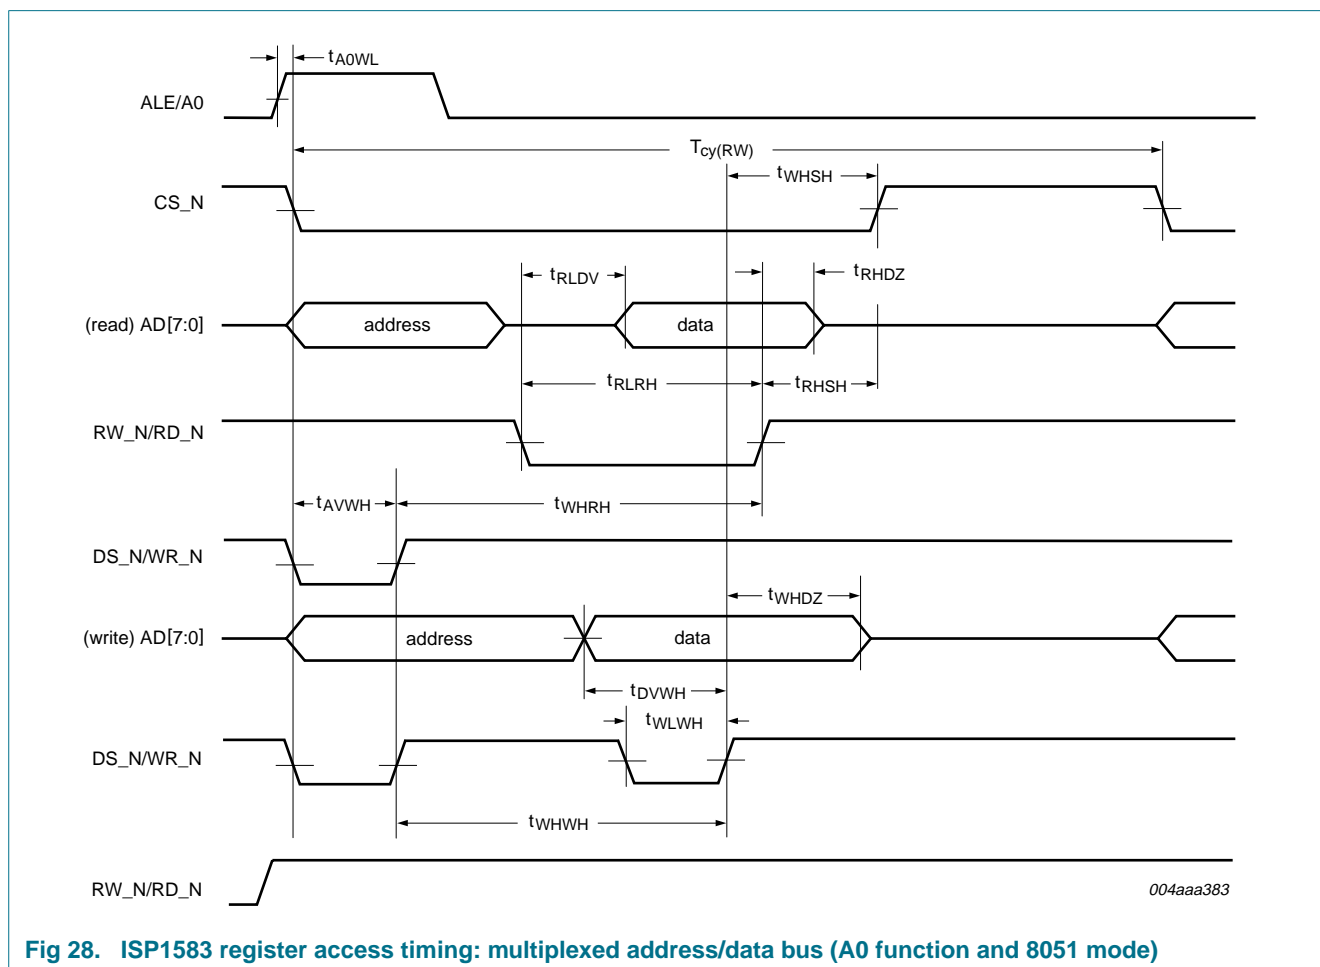 tA0WL
ALE/A0
Tcy(RW)
tWHSH
CS_N
tRLDV
tRHDZ
(read) AD[7:0]
address
data
tRLRH
tRHSH
RW_N/RD_N
tAVWH
tWHRH
DS_N/WR_N
tWHDZ
(write) AD[7:0]
address
data
tDVWH
tWLWH
DS_N/WR_N
tWHWH
RW_N/RD_N
004aaa383
Fig 28. ISP1583 register access timing: multiplexed address/data bus (A0 function and 8051 mode)